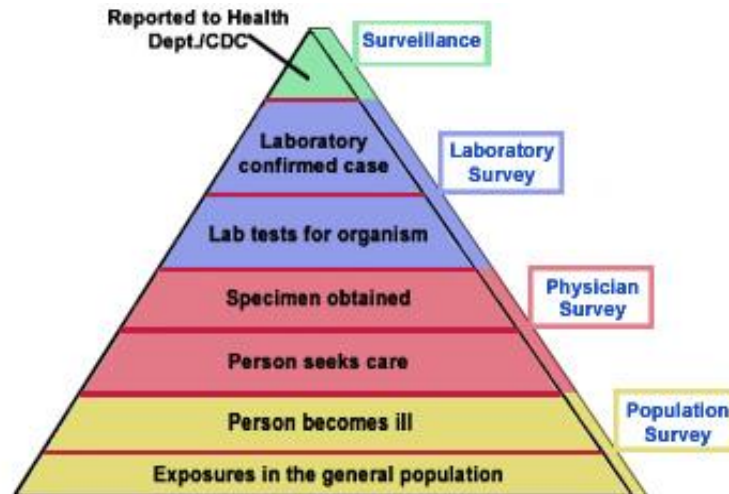 Reported to Health
Dept./CDC
Surveillance
Laboratory
confirmed case
Laboratory
Survey
Lab tests for organism
Specimen obtained
Physician
Survey
Person seeks care
Person becomes ill
Population
Survey
Exposures in the general population